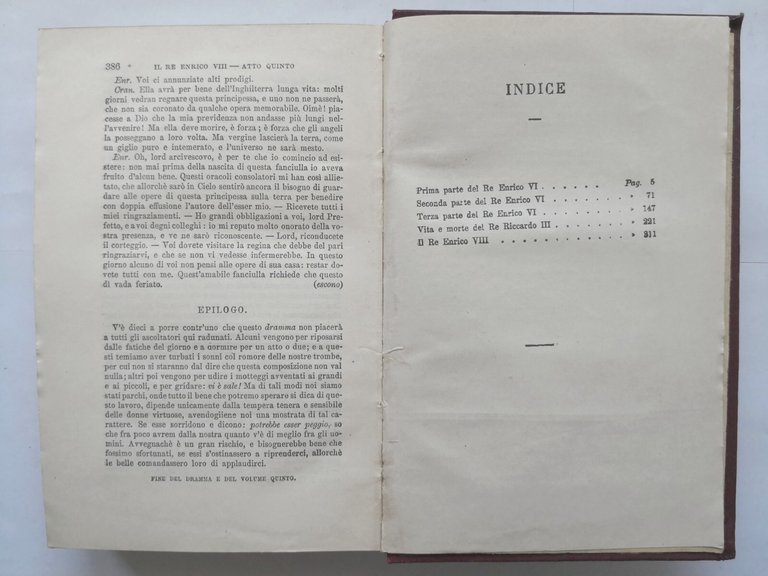 386 IL RE ENRICO VIII — ATTO QUINTO
Enr. Voi ci annunziate alti prodigi.
Cran. Ella avrà per bene dell'Inghilterra lunga vita: molti
giorni vedran regnare questa principessa, e uno non ne passerà,
che non sia coronato da qualche opera memorabile. Oimè! pia-
cesse a Dio che la mia previdenza non andasse più lungi nel-
l'avvenire! Ma ella deve morire, è forza; è forza che gli angeli
la posseggano a loro volta. Ma vergine lascierà la terra, come
un giglio puro e intemerato, e l'universo ne sarà mesto.
Enr. Oh, lord arcivescovo, è per te che io comincio ad esi-
stere: non mai prima della nascita di questa fanciulla io aveva
fruito d'alcun bene. Questi oracoli consolatori mi han così allie-
tato, che allorchè sarò in Cielo sentirò ancora il bisogno di guar-
dare alle opere di questa principessa sulla terra per benedire
con doppia effusione l'autore dell'esser mio. — Ricevete tutti i
miei ringraziamenti. — Ho grandi obbligazioni a voi, lord Pre-
fetto, e a voi degni colleghi: io mi reputo molto onorato della vo-
stra presenza, e ve ne sarò riconoscente. — Lord, riconducete
il corteggio. — Voi dovete visitare la regina che debbe del pari
ringraziarvi, e che se non vi vedesse infermerebbe. In questo
giorno alcuno di voi non pensi alle opere di sua casa: restar do-
vete tutti con me. Quest'amabile fanciulla richiede che questo
dì vada feriato. (escono)
EPILOGO.
V'è dieci a porre contr'uno che questo dramma non piacerà
a tutti gli ascoltatori qui radunati. Alcuni vengono per riposarsi
dalle fatiche del giorno e a dormire per un atto o due; e a que-
sti temiamo aver turbati i sonni col romore delle nostre trombe,
per cui non si staranno dal dire che questa composizione non val
nulla; altri poi vengono per udire i motteggi avventati ai grandi
e ai piccoli, e per gridare: vi è sale! Ma di tali modi noi siamo
stati parchi, onde tutto il bene che potremo sperare si dica di que-
sto lavoro, dipende unicamente dalla tempera tenera e sensibile
delle donne virtuose, avendogliene noi una mostrata di tal ca-
rattere. Se esse sorridono e dicono: potrebbe esser peggio, so
che fra poco avrem dalla nostra quanto v'è di meglio fra gli uo-
mini. Avvegnachè è un gran rischio, e bisognerebbe bene che
fossimo sfortunati, se essi s'ostinassero a riprenderci, allorchè
le belle comandassero loro di applaudirci.
FINE DEL DRAMMA E DEL VOLUME QUINTO.
INDICE
Prima parte del Re Enrico VI . . . . . . Pag. 5
Seconda parte del Re Enrico VI . . . . . » 71
Terza parte del Re Enrico VI . . . . . . » 147
Vita e morte del Re Riccardo III . . . . . » 221
Il Re Enrico VIII . . . . . . . . . . » 311